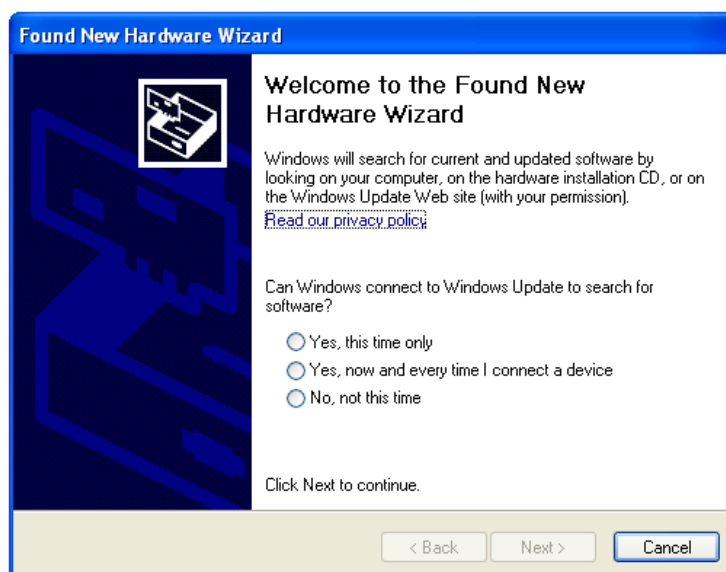 Found New Hardware Wizard
Welcome to the Found New
Hardware Wizard
Windows will search for current and updated software by
looking on your computer, on the hardware installation CD, or on
the Windows Update Web site (with your permission).
Read our privacy policy
Can Windows connect to Windows Update to search for
software?
Yes, this time only
Yes, now and every time I connect a device
No, not this time
Click Next to continue.
< Back
Next >
Cancel